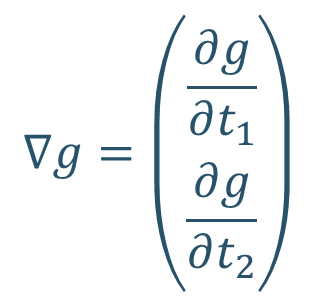 ∇g = (∂g/∂t₁
∂g/∂t₂)